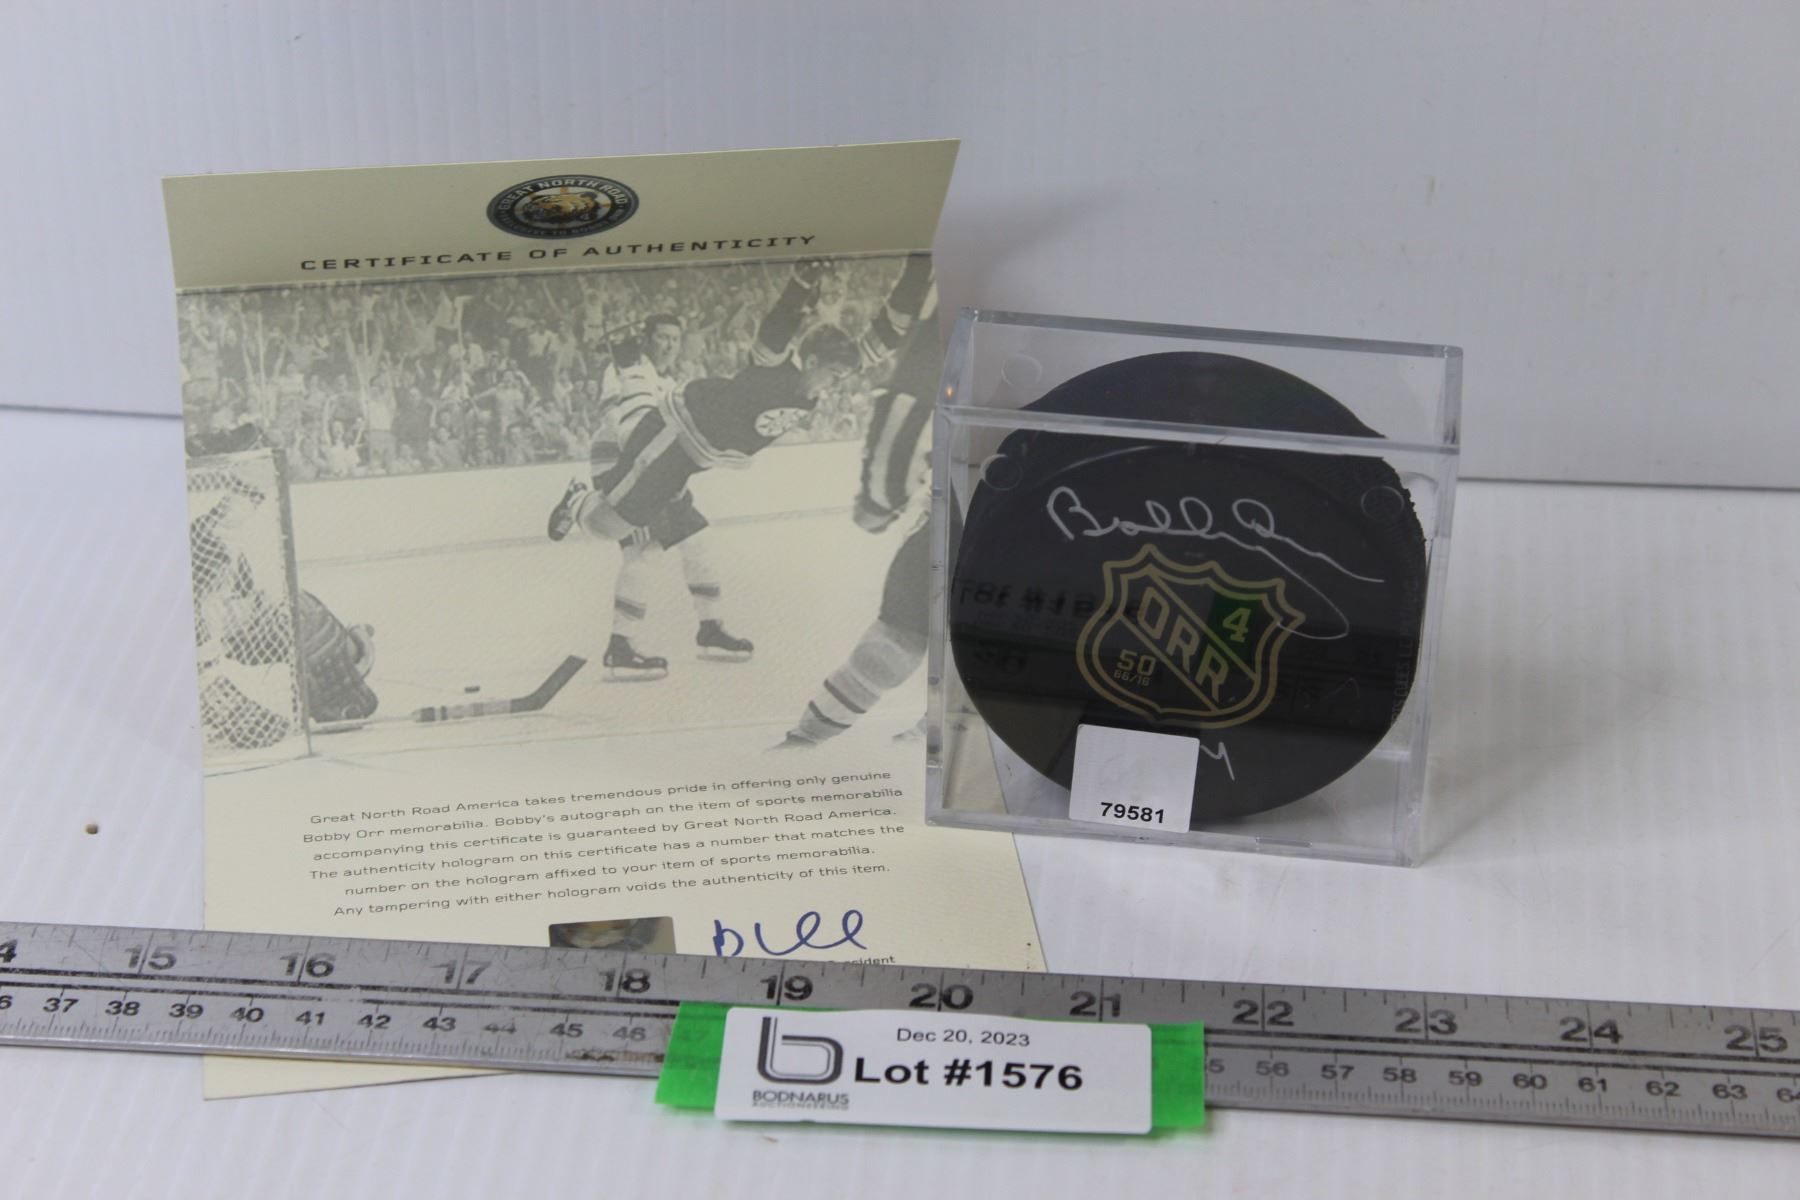 GREAT NORTH ROAD
CERTIFICATE OF AUTHENTICITY
Great North Road America takes tremendous pride in offering only genuine
Bobby Orr memorabilia. Bobby's autograph on the item of sports memorabilia
accompanying this certificate is guaranteed by Great North Road America.
The authenticity hologram on this certificate has a number that matches the
number on the hologram affixed to your item of sports memorabilia.
Any tampering with either hologram voids the authenticity of this item.
Bobby Orr
4
ORR
50
66/16
79581
15 16 17 18 19 20 21 22 23 24 25
37 38 39 40 41 42 43 44 45 46 47 56 57 58 59 60 61 62 63
Dec 20, 2023
Lot #1576
BODNARUS
AUCTIONEERING